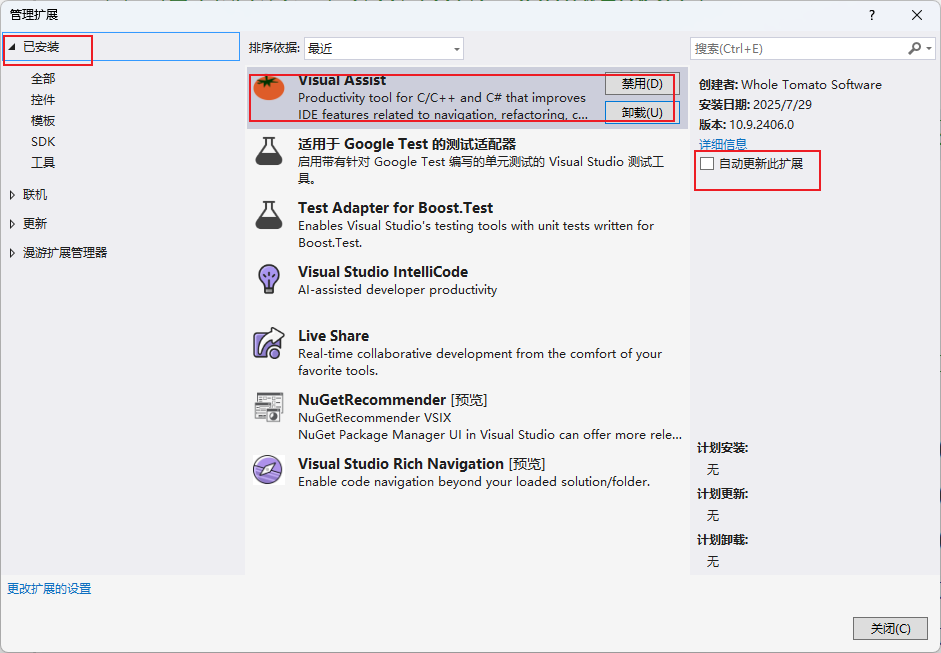 管理扩展
?
已安装
全部
控件
模板
SDK
工具
联机
更新
漫游扩展管理器
更改扩展的设置
排序依据:
最近
Visual Assist
Productivity tool for C/C++ and C# that improves
IDE features related to navigation, refactoring, c...
禁用(D)
卸载(U)
适用于 Google Test 的测试适配器
启用带有针对 Google Test 编写的单元测试的 Visual Studio 测试工
具。
Test Adapter for Boost.Test
Enables Visual Studio's testing tools with unit tests written for
Boost.Test.
Visual Studio IntelliCode
AI-assisted developer productivity
Live Share
Real-time collaborative development from the comfort of your
favorite tools.
NuGetRecommender [预览]
NuGetRecommender VSIX
NuGet Package Manager UI in Visual Studio can offer more rele...
Visual Studio Rich Navigation [预览]
Enable code navigation beyond your loaded solution/folder.
搜索(Ctrl+E)
创建者: Whole Tomato Software
安装日期: 2025/7/29
版本: 10.9.2406.0
详细信息
自动更新此扩展
计划安装:
无
计划更新:
无
计划卸载:
无
关闭(C)